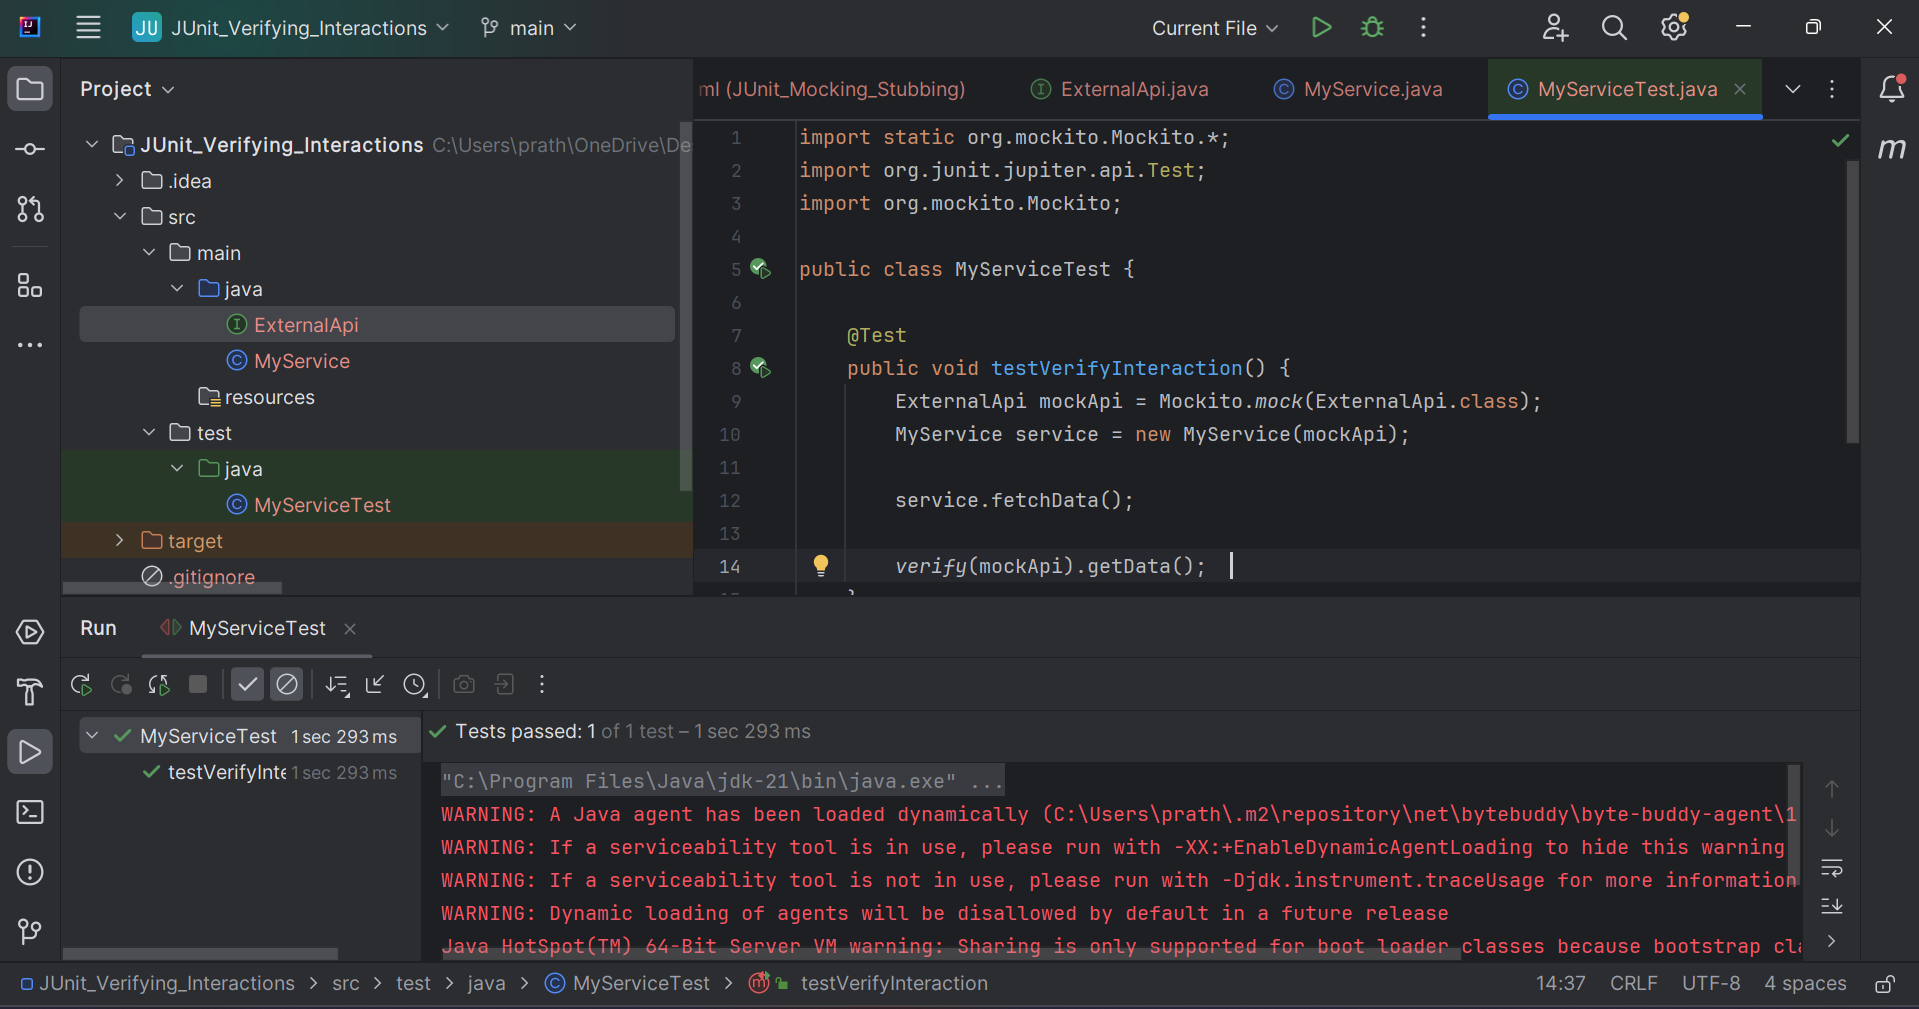 JU JUnit_Verifying_Interactions main Current File
Project
ml (JUnit_Mocking_Stubbing) ExternalApi.java MyService.java MyServiceTest.java
JUnit_Verifying_Interactions C:\Users\prath\OneDrive\De
.idea
src
main
java
ExternalApi
MyService
resources
test
java
MyServiceTest
target
.gitignore
1 import static org.mockito.Mockito.*;
2 import org.junit.jupiter.api.Test;
3 import org.mockito.Mockito;
4
5 public class MyServiceTest {
6
7 @Test
8 public void testVerifyInteraction() {
9 ExternalApi mockApi = Mockito.mock(ExternalApi.class);
10 MyService service = new MyService(mockApi);
11
12 service.fetchData();
13
14 verify(mockApi).getData();
Run MyServiceTest
MyServiceTest 1 sec 293 ms
testVerifyInte 1 sec 293 ms
Tests passed: 1 of 1 test – 1 sec 293 ms
"C:\Program Files\Java\jdk-21\bin\java.exe" ...
WARNING: A Java agent has been loaded dynamically (C:\Users\prath\.m2\repository\net\bytebuddy\byte-buddy-agent\1
WARNING: If a serviceability tool is in use, please run with -XX:+EnableDynamicAgentLoading to hide this warning
WARNING: If a serviceability tool is not in use, please run with -Djdk.instrument.traceUsage for more information
WARNING: Dynamic loading of agents will be disallowed by default in a future release
Java HotSpot(TM) 64-Bit Server VM warning: Sharing is only supported for boot loader classes because bootstrap cla
JUnit_Verifying_Interactions > src > test > java > MyServiceTest > testVerifyInteraction 14:37 CRLF UTF-8 4 spaces